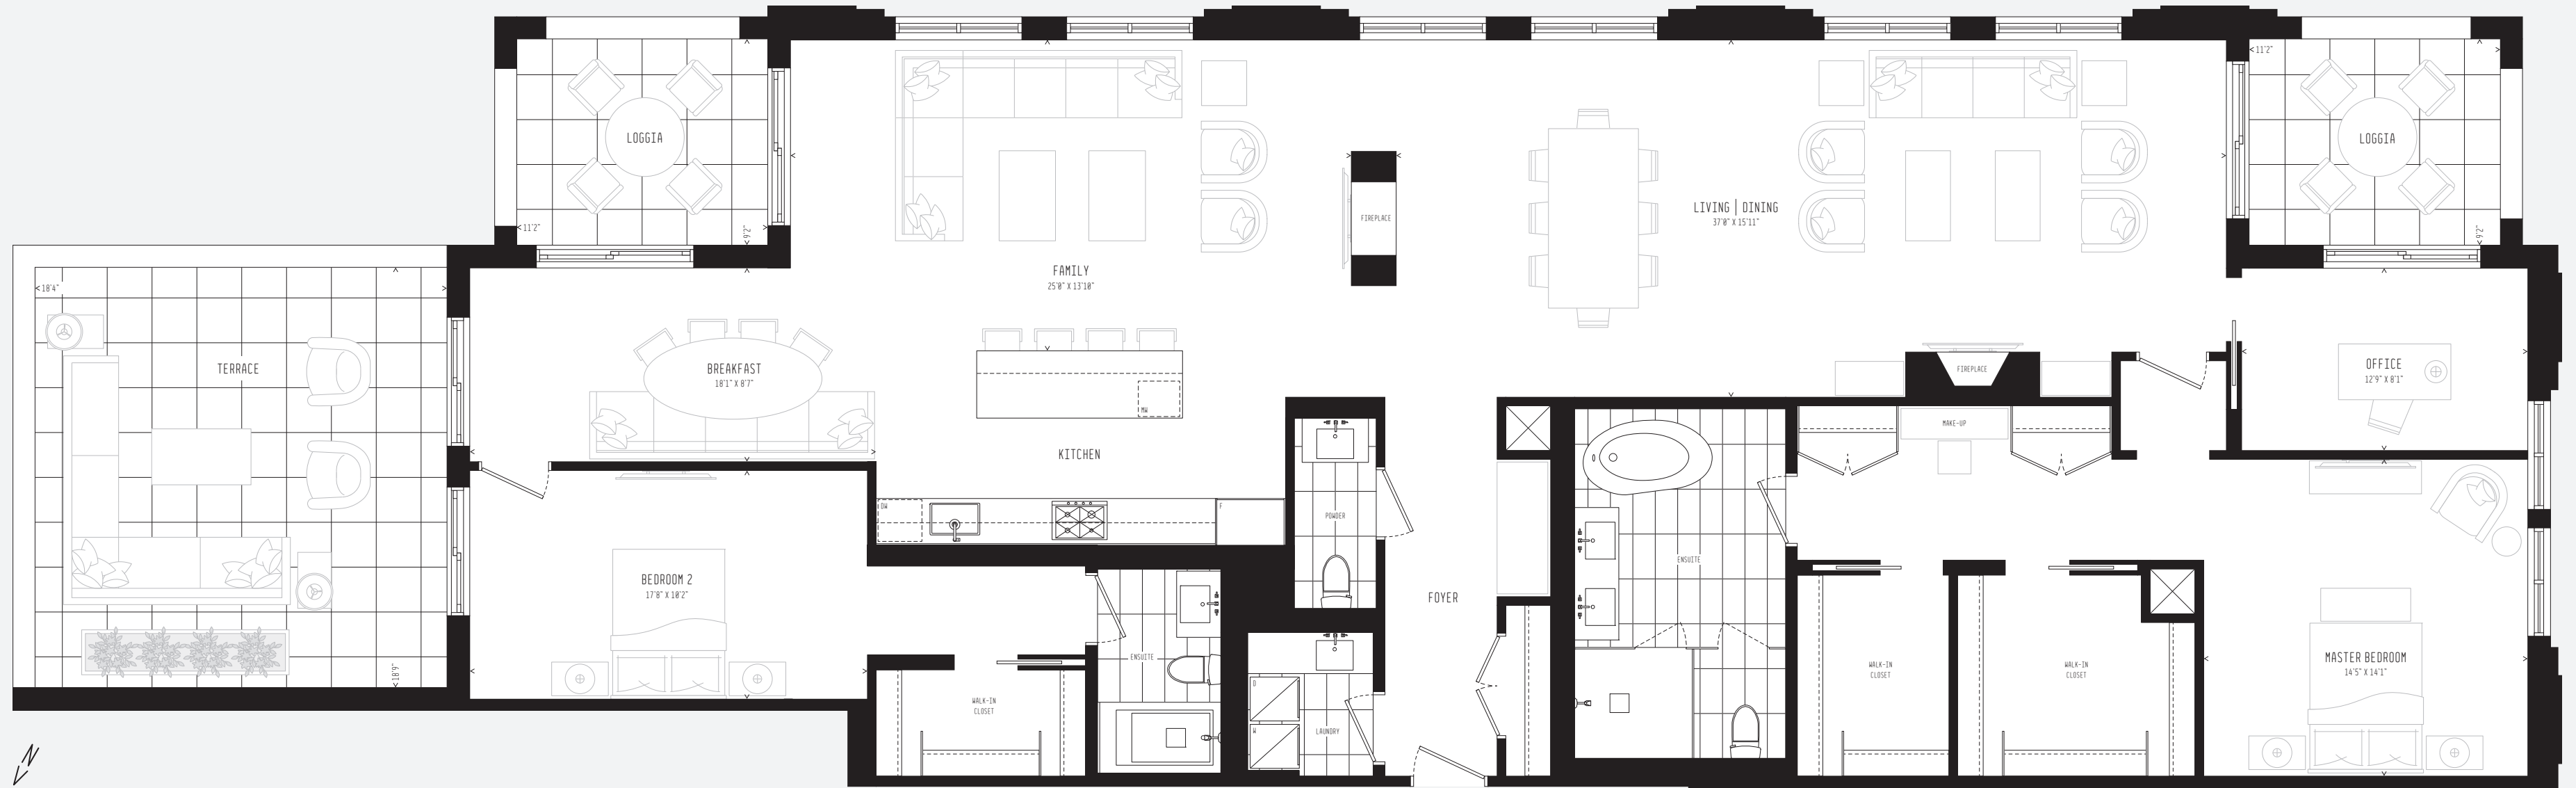 LOGGIA
11'2"
9'2"
LOGGIA
11'2"
9'2"
FIREPLACE
LIVING | DINING
37'0" X 15'11"
FAMILY
25'0" X 13'10"
18'4"
TERRACE
18'9"
BREAKFAST
18'1" X 8'7"
MW
KITCHEN
DW
F
FIREPLACE
OFFICE
12'9" X 8'1"
MAKE-UP
POWDER
ENSUITE
BEDROOM 2
17'8" X 10'2"
FOYER
ENSUITE
WALK-IN
CLOSET
D
W
LAUNDRY
WALK-IN
CLOSET
WALK-IN
CLOSET
MASTER BEDROOM
14'5" X 14'1"
N